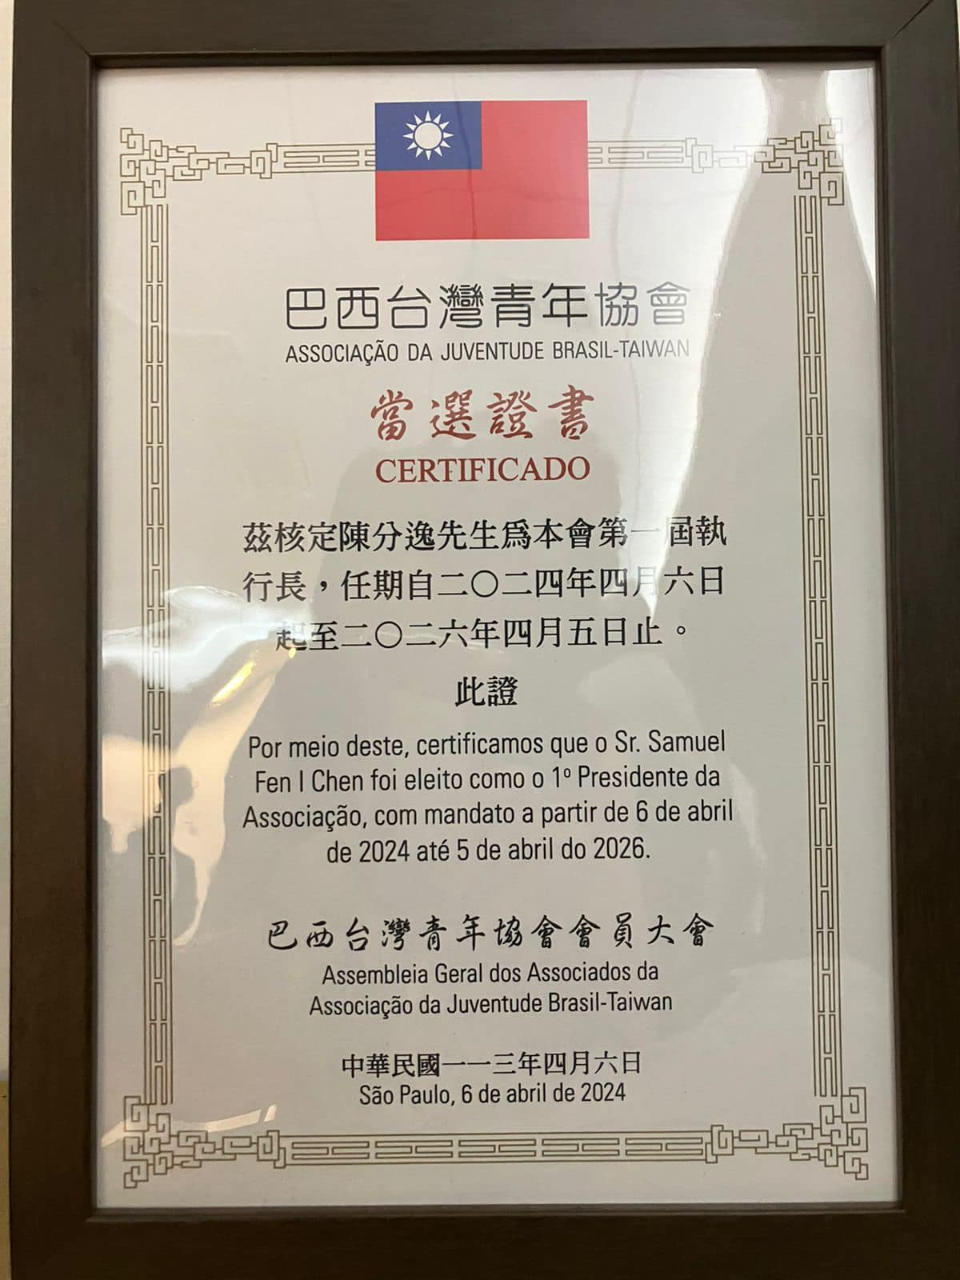 巴西台灣青年協會
ASSOCIAÇÃO DA JUVENTUDE BRASIL-TAIWAN
當選證書
CERTIFICADO
茲核定陳分逸先生爲本會第一屆執
行長，任期自二〇二四年四月六日
起至二〇二六年四月五日止。
此證
Por meio deste, certificamos que o Sr. Samuel
Fen I Chen foi eleito como o 1º Presidente da
Associação, com mandato a partir de 6 de abril
de 2024 até 5 de abril do 2026.
巴西台灣青年協會會員大會
Assembleia Geral dos Associados da
Associação da Juventude Brasil-Taiwan
中華民國一一三年四月六日
São Paulo, 6 de abril de 2024